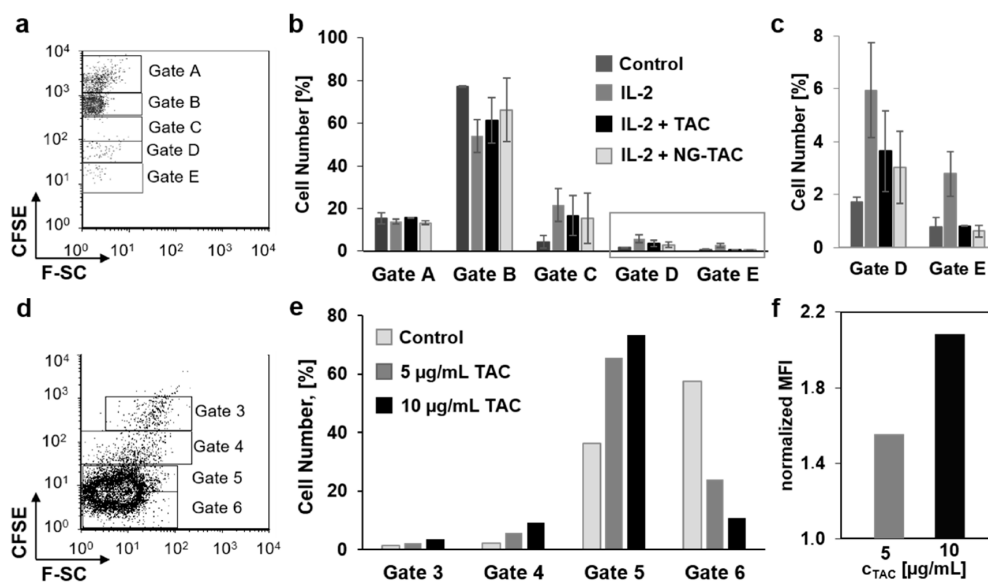 a
10⁴
10³
10²
10¹
10⁰
CFSE
Gate A
Gate B
Gate C
Gate D
Gate E
10⁰ 10¹ 10² 10³ 10⁴
F-SC
b
100
80
60
40
20
0
Cell Number [%]
Control
IL-2
IL-2 + TAC
IL-2 + NG-TAC
Gate A Gate B Gate C Gate D Gate E
c
8
6
4
2
0
Cell Number [%]
Gate D Gate E
d
10⁴
10³
10²
10¹
10⁰
CFSE
Gate 3
Gate 4
Gate 5
Gate 6
10⁰ 10¹ 10² 10³ 10⁴
F-SC
e
80
60
40
20
0
Cell Number, [%]
Control
5 µg/mL TAC
10 µg/mL TAC
Gate 3 Gate 4 Gate 5 Gate 6
f
2.2
1.8
1.4
1.0
normalized MFI
5 10
cTAC [µg/mL]